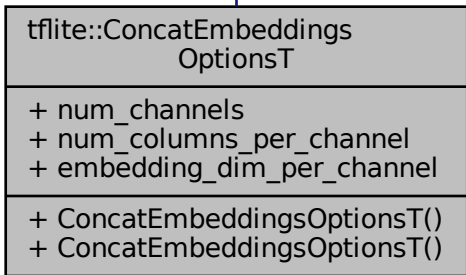 tflite::ConcatEmbeddings
OptionsT
+ num_channels
+ num_columns_per_channel
+ embedding_dim_per_channel
+ ConcatEmbeddingsOptionsT()
+ ConcatEmbeddingsOptionsT()